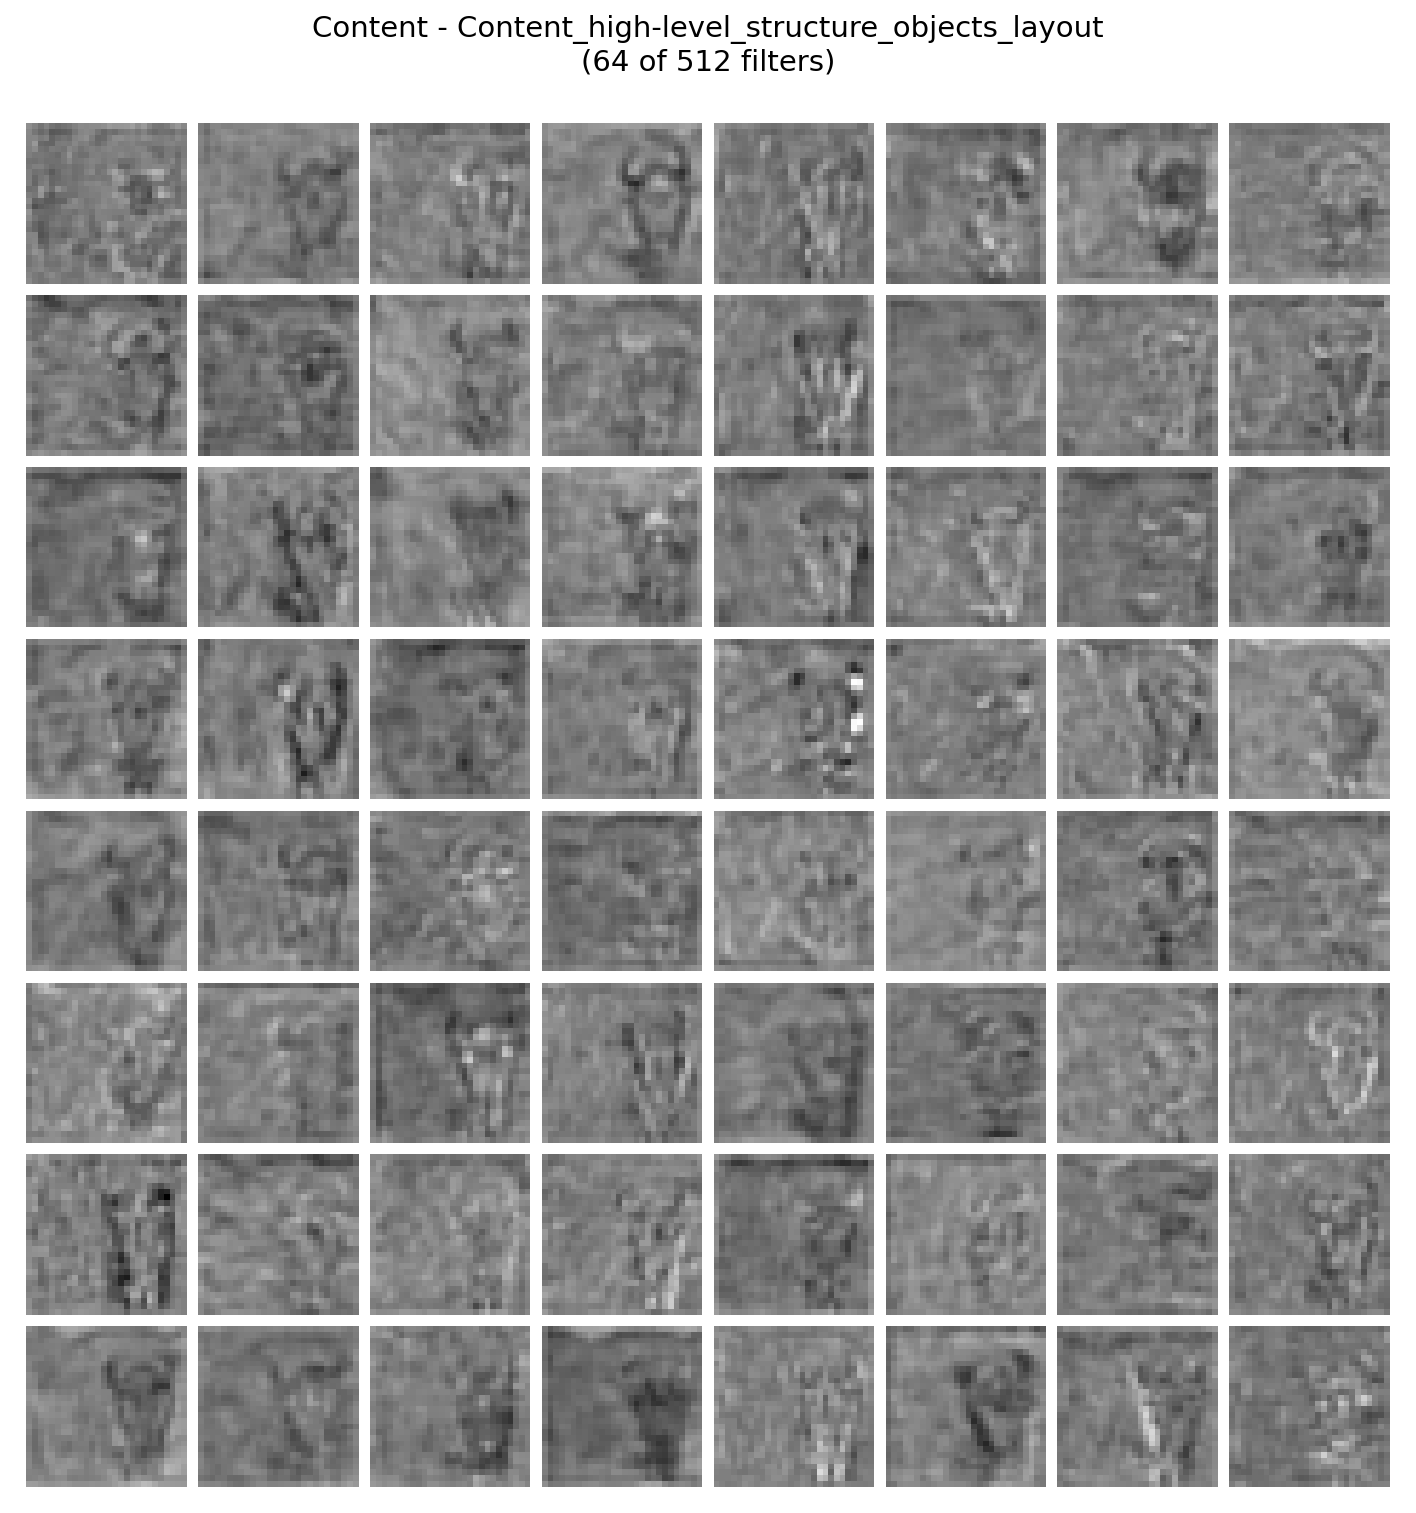 Content - Content_high-level_structure_objects_layout
(64 of 512 filters)